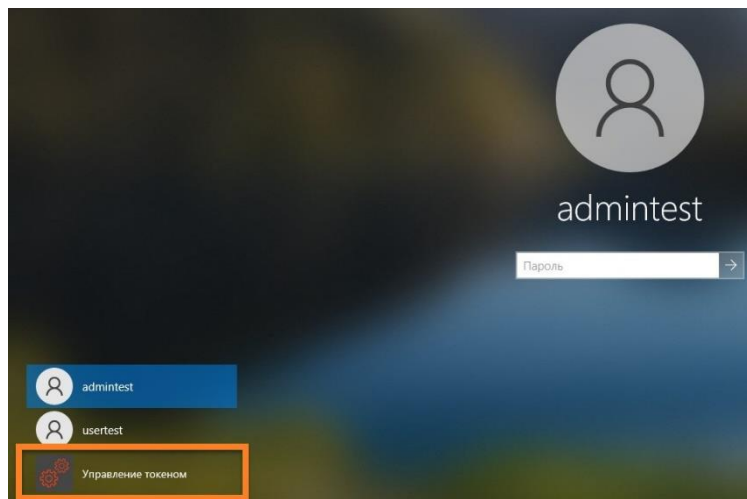 admintest
Пароль
admintest
usertest
Управление токеном